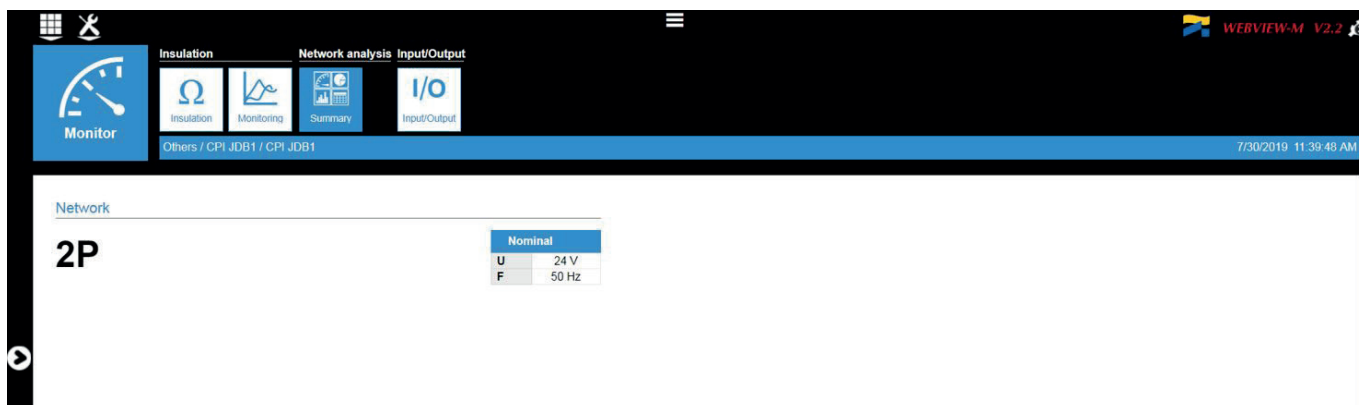 WEBVIEW-M V2.2
Insulation Network analysis Input/Output
Monitor
Ω I/O
Insulation Monitoring Summary Input/Output
Others / CPI JDB1 / CPI JDB1 7/30/2019 11:39:48 AM
Network
2P
Nominal
U 24 V
F 50 Hz